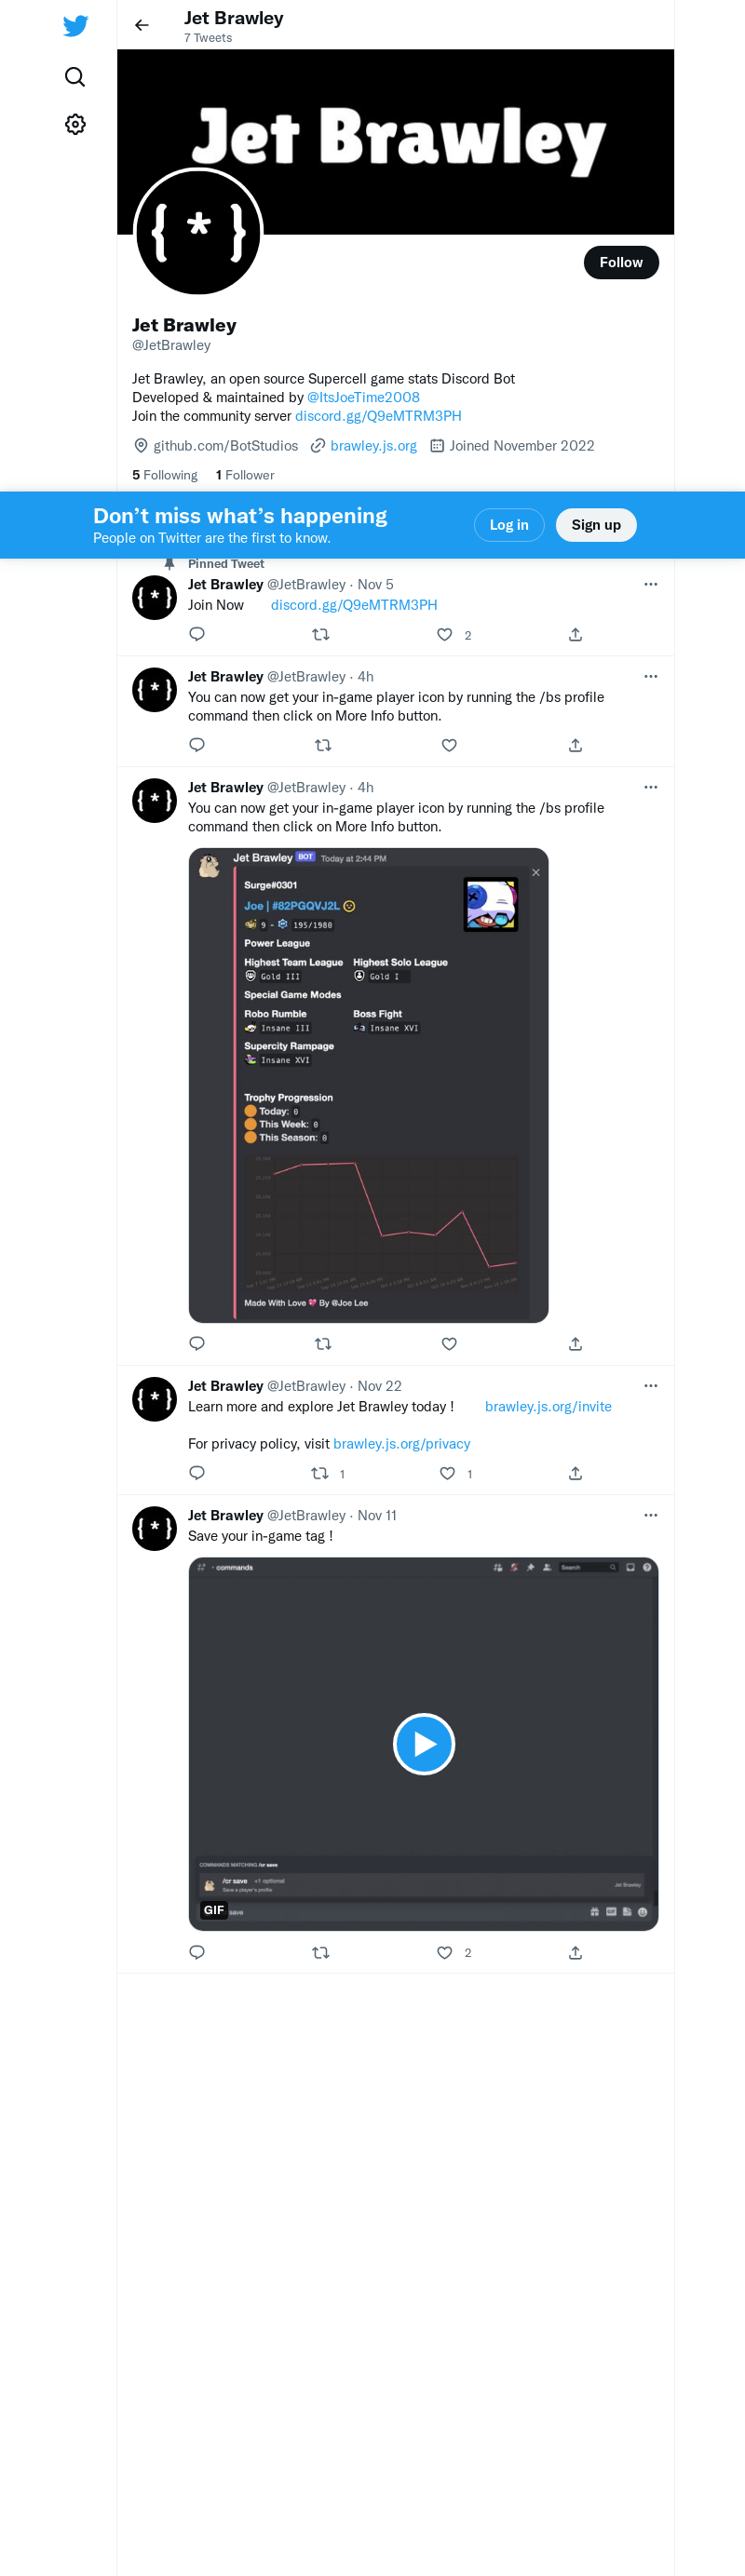 Jet Brawley
7 Tweets
Jet Brawley
{ * }
Follow
Jet Brawley
@JetBrawley
Jet Brawley, an open source Supercell game stats Discord Bot
Developed & maintained by @ItsJoeTime2008
Join the community server discord.gg/Q9eMTRM3PH
github.com/BotStudios brawley.js.org Joined November 2022
5 Following 1 Follower
Don’t miss what’s happening
People on Twitter are the first to know.
Log in
Sign up
Pinned Tweet
{ * }
Jet Brawley @JetBrawley · Nov 5
Join Now discord.gg/Q9eMTRM3PH
2
{ * }
Jet Brawley @JetBrawley · 4h
You can now get your in-game player icon by running the /bs profile
command then click on More Info button.
{ * }
Jet Brawley @JetBrawley · 4h
You can now get your in-game player icon by running the /bs profile
command then click on More Info button.
Jet Brawley BOT Today at 2:44 PM
Surge#0301
Joe | #82PGQVJ2L
9 - 195/1980
Power League
Highest Team League Highest Solo League
Gold III Gold I
Special Game Modes
Robo Rumble Boss Fight
Insane III Insane XVI
Supercity Rampage
Insane XVI
Trophy Progression
Today: 0
This Week: 0
This Season: 0
Made With Love 💖 By @Joe Lee
{ * }
Jet Brawley @JetBrawley · Nov 22
Learn more and explore Jet Brawley today ! brawley.js.org/invite
For privacy policy, visit brawley.js.org/privacy
1 1
{ * }
Jet Brawley @JetBrawley · Nov 11
Save your in-game tag !
commands
Search
COMMANDS MATCHING /cr save
/cr save +1 optional
Save a player's profile
Jet Brawley
GIF save
GIF
2